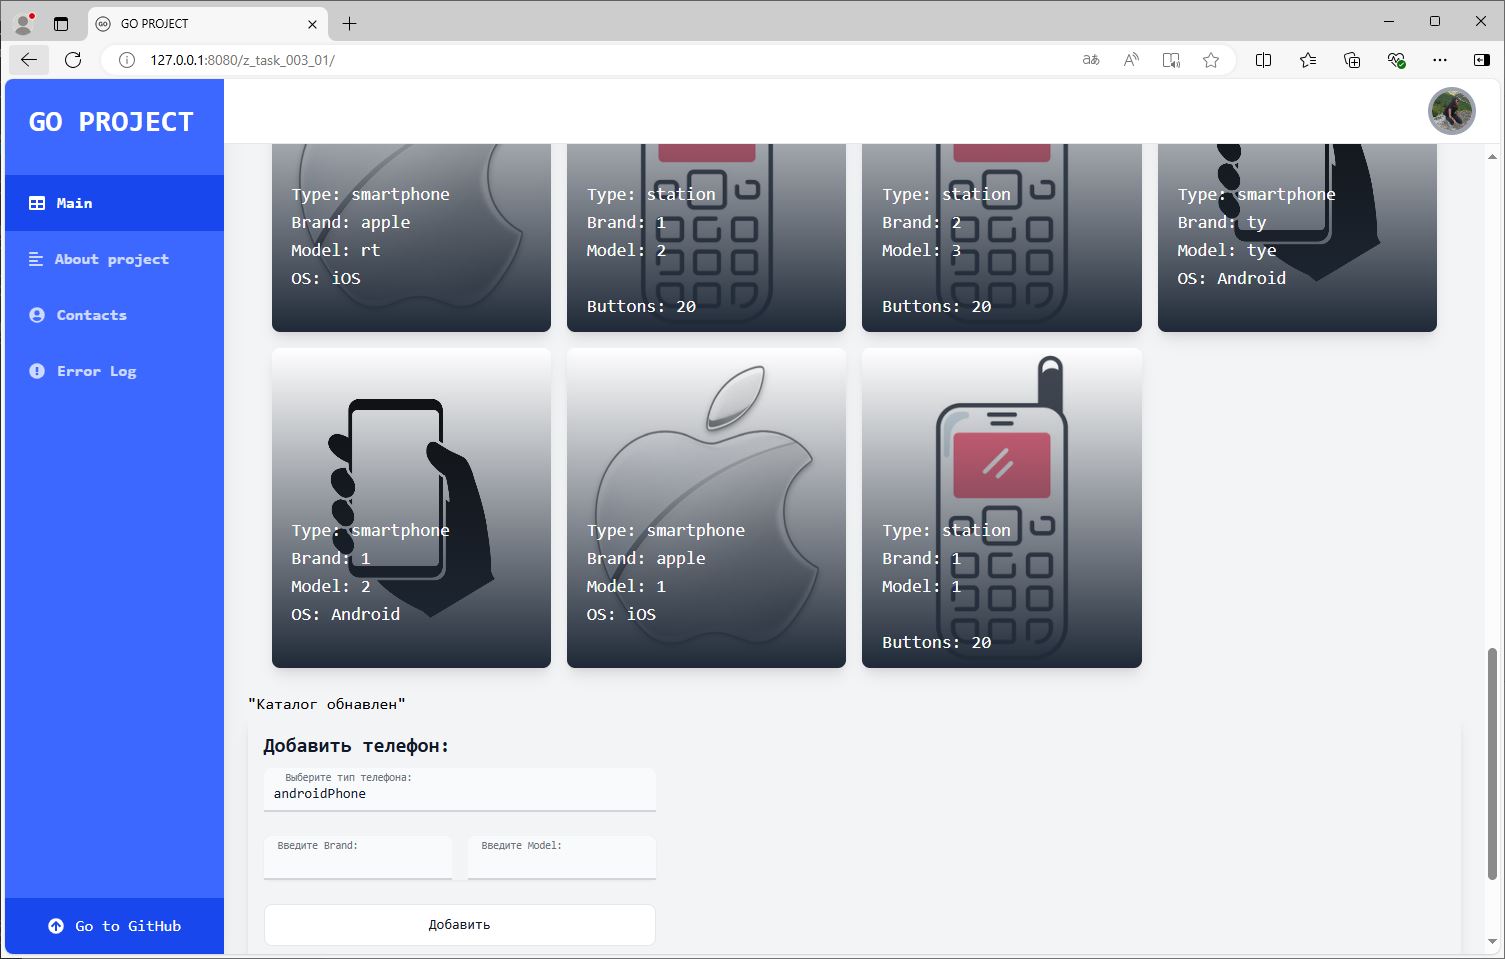 GO PROJECT
127.0.0.1:8080/z_task_003_01/
GO PROJECT
Main
About project
Contacts
Error Log
Go to GitHub
Type: smartphone
Brand: apple
Model: rt
OS: iOS
Type: station
Brand: 1
Model: 2
Buttons: 20
Type: station
Brand: 2
Model: 3
Buttons: 20
Type: smartphone
Brand: ty
Model: tye
OS: Android
Type: smartphone
Brand: 1
Model: 2
OS: Android
Type: smartphone
Brand: apple
Model: 1
OS: iOS
Type: station
Brand: 1
Model: 1
Buttons: 20
"Каталог обнавлен"
Добавить телефон:
Выберите тип телефона:
androidPhone
Введите Brand:
Введите Model:
Добавить